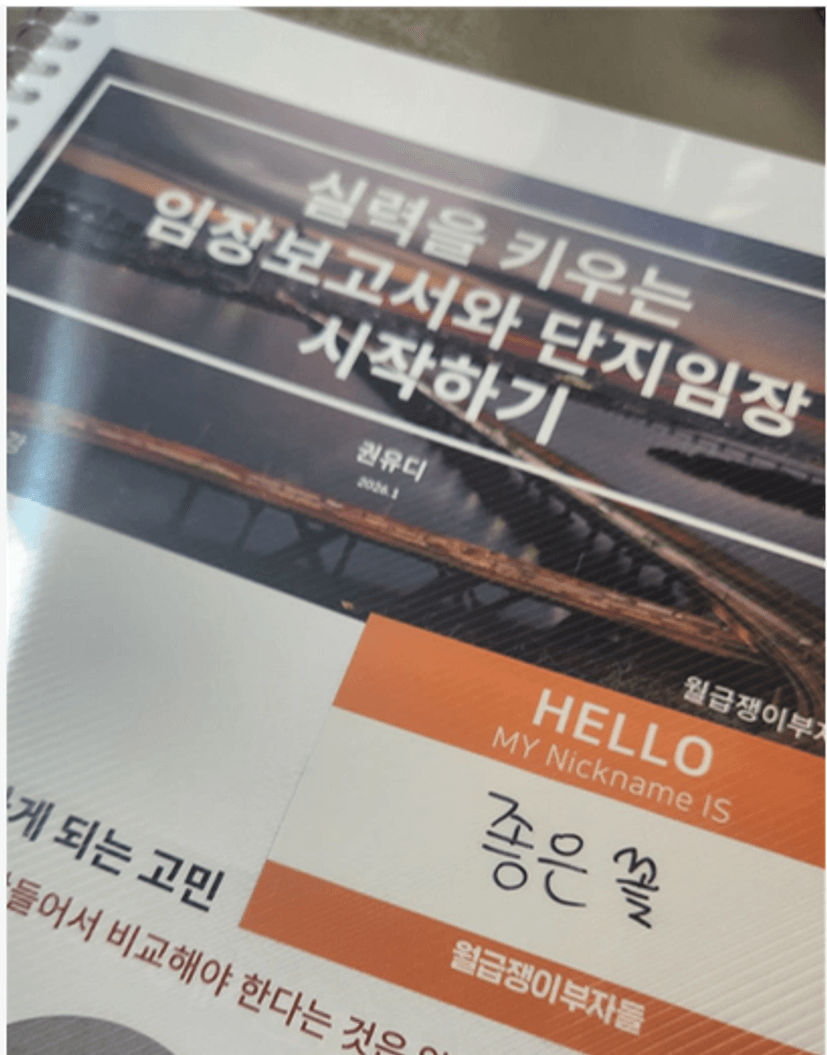 실력을 키우는
임장보고서와 단지임장
시작하기
권유디
2026.1
월급쟁이부자
HELLO
MY Nickname IS
좋은
월급쟁이부자들
게 되는 고민
들어서 비교해야 한다는 것은